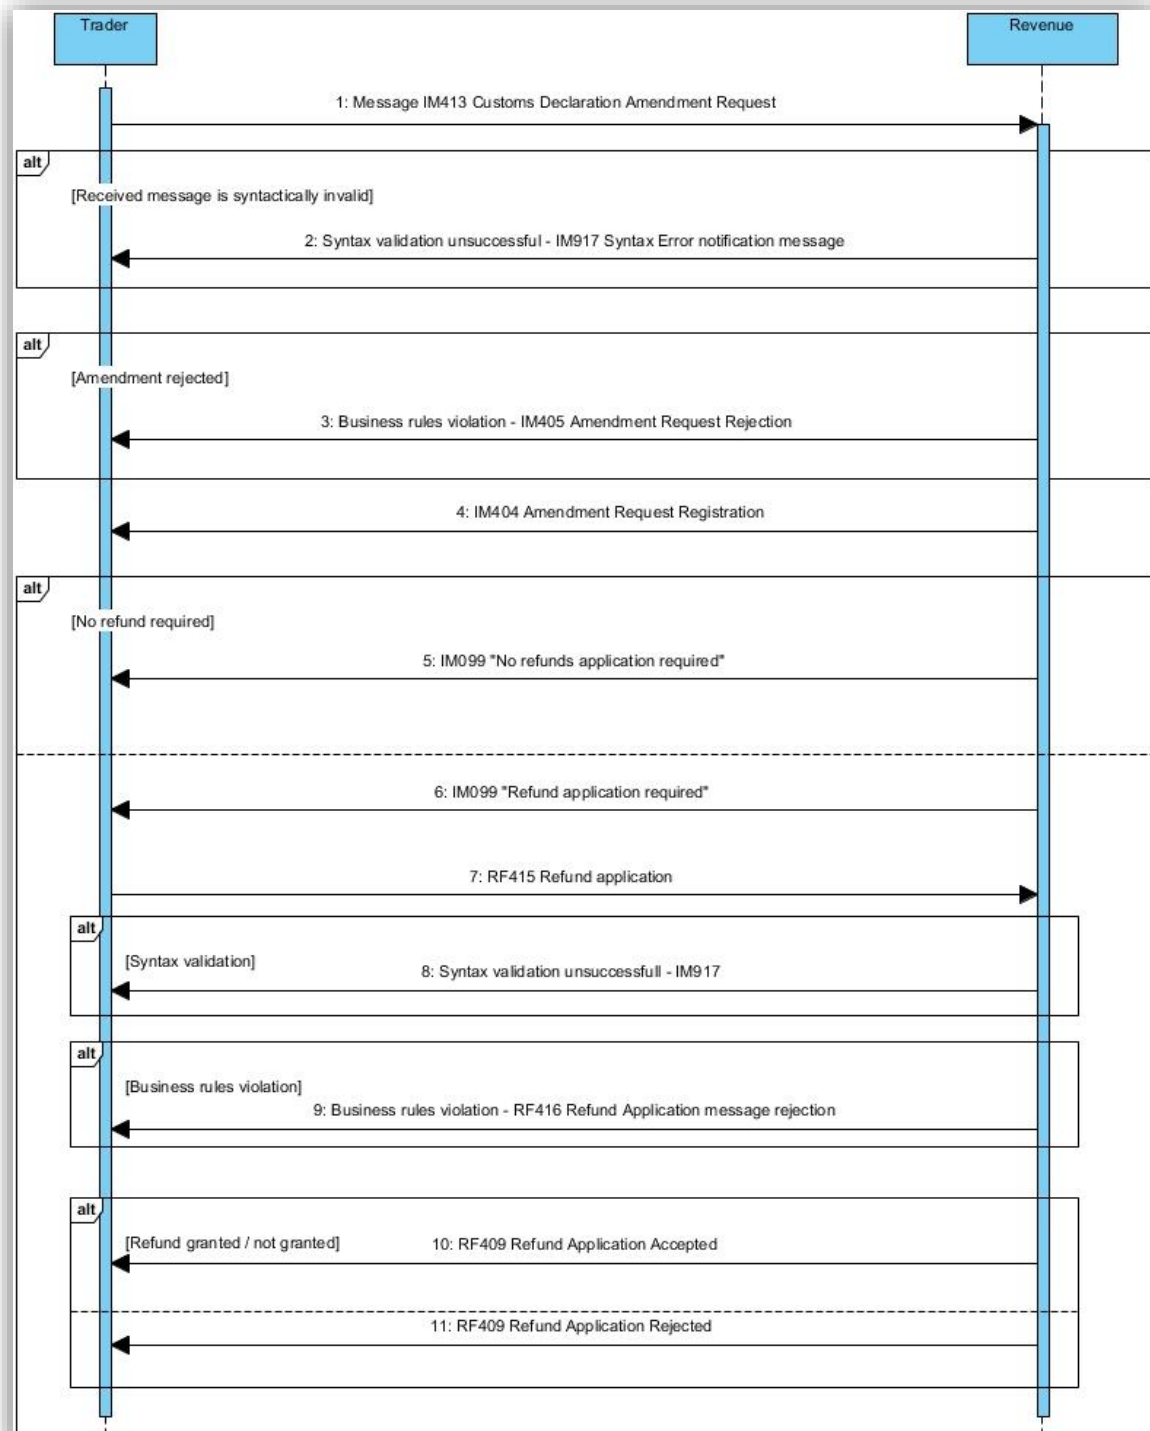 Trader
Revenue
1: Message IM413 Customs Declaration Amendment Request
alt
[Received message is syntactically invalid]
2: Syntax validation unsuccessful - IM917 Syntax Error notification message
alt
[Amendment rejected]
3: Business rules violation - IM405 Amendment Request Rejection
4: IM404 Amendment Request Registration
alt
[No refund required]
5: IM099 "No refunds application required"
6: IM099 "Refund application required"
7: RF415 Refund application
alt
[Syntax validation]
8: Syntax validation unsuccessfull - IM917
alt
[Business rules violation]
9: Business rules violation - RF416 Refund Application message rejection
alt
[Refund granted / not granted]
10: RF409 Refund Application Accepted
11: RF409 Refund Application Rejected